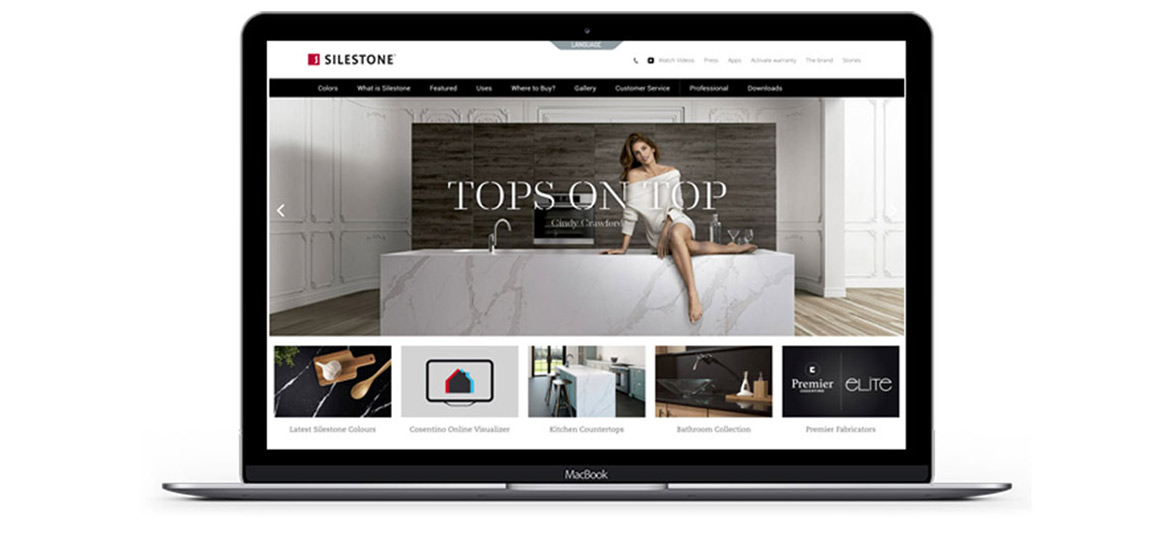 LANGUAGE
SILESTONE
Watch Videos Press Apps Activate warranty The brand Stories
Colors What is Silestone Featured Uses Where to Buy? Gallery Customer Service Professional Downloads
TOPS ON TOP
Cindy Crawford
Premier eLiTe
COSENTINO
Latest Silestone Colours Cosentino Online Visualizer Kitchen Countertops Bathroom Collection Premier Fabricators
MacBook